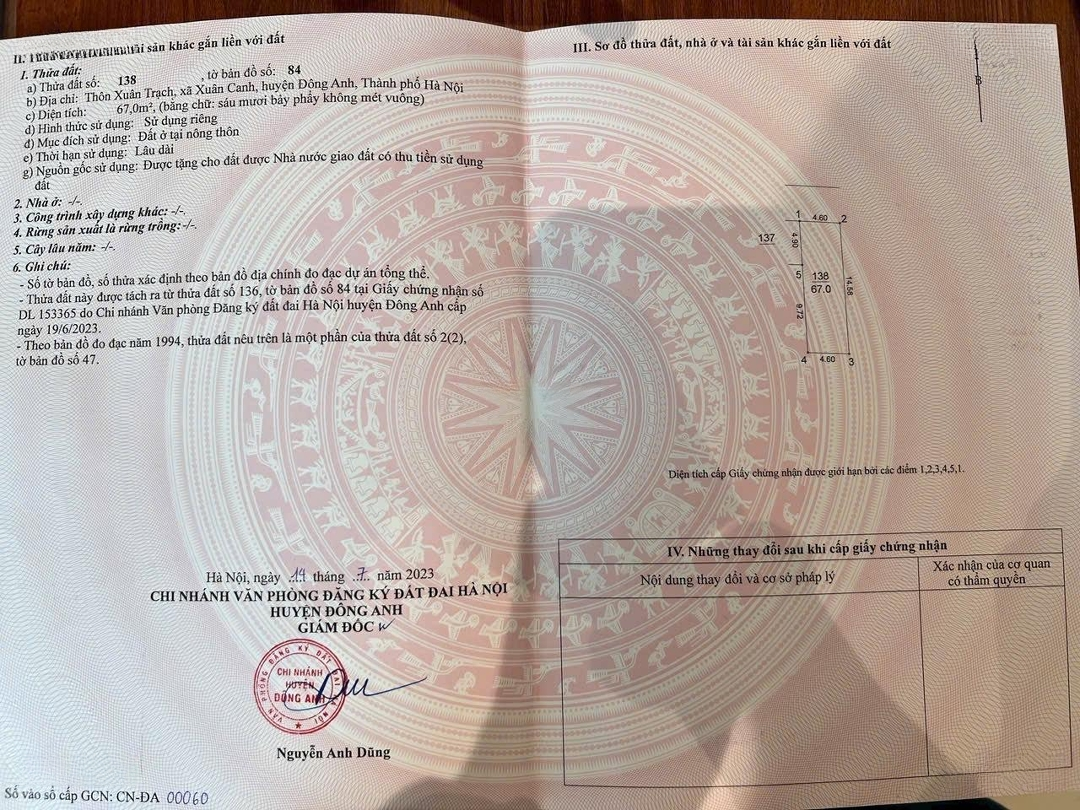 II. Thửa đất, nhà ở và tài sản khác gắn liền với đất
1. Thửa đất:
a) Thửa đất số: 138 , tờ bản đồ số: 84
b) Địa chỉ: Thôn Xuân Trạch, xã Xuân Canh, huyện Đông Anh, Thành phố Hà Nội
c) Diện tích: 67,0m², (bằng chữ: sáu mươi bảy phẩy không mét vuông)
d) Hình thức sử dụng: Sử dụng riêng
đ) Mục đích sử dụng: Đất ở tại nông thôn
e) Thời hạn sử dụng: Lâu dài
g) Nguồn gốc sử dụng: Được tặng cho đất được Nhà nước giao đất có thu tiền sử dụng
đất
2. Nhà ở: -/-.
3. Công trình xây dựng khác: -/-.
4. Rừng sản xuất là rừng trồng:-/-.
5. Cây lâu năm: -/-.
6. Ghi chú:
- Số tờ bản đồ, số thửa xác định theo bản đồ địa chính đo đạc dự án tổng thể.
- Thửa đất này được tách ra từ thửa đất số 136, tờ bản đồ số 84 tại Giấy chứng nhận số
DL 153365 do Chi nhánh Văn phòng Đăng ký đất đai Hà Nội huyện Đông Anh cấp
ngày 19/6/2023.
- Theo bản đồ đo đạc năm 1994, thửa đất nêu trên là một phần của thửa đất số 2(2),
tờ bản đồ số 47.
Hà Nội, ngày 14 tháng 7 năm 2023
CHI NHÁNH VĂN PHÒNG ĐĂNG KÝ ĐẤT ĐAI HÀ NỘI
HUYỆN ĐÔNG ANH
GIÁM ĐỐC
VĂN PHÒNG ĐĂNG KÝ ĐẤT ĐAI HÀ NỘI
CHI NHÁNH
HUYỆN
ĐÔNG ANH
Nguyễn Anh Dũng
Số vào sổ cấp GCN: CN-ĐA 00060
III. Sơ đồ thửa đất, nhà ở và tài sản khác gắn liền với đất
B
1 4.60 2
137
4.90
5 138
67.0
14.58
9.72
4 4.60 3
Diện tích cấp Giấy chứng nhận được giới hạn bởi các điểm 1,2,3,4,5,1.
IV. Những thay đổi sau khi cấp giấy chứng nhận
Nội dung thay đổi và cơ sở pháp lý
Xác nhận của cơ quan
có thẩm quyền